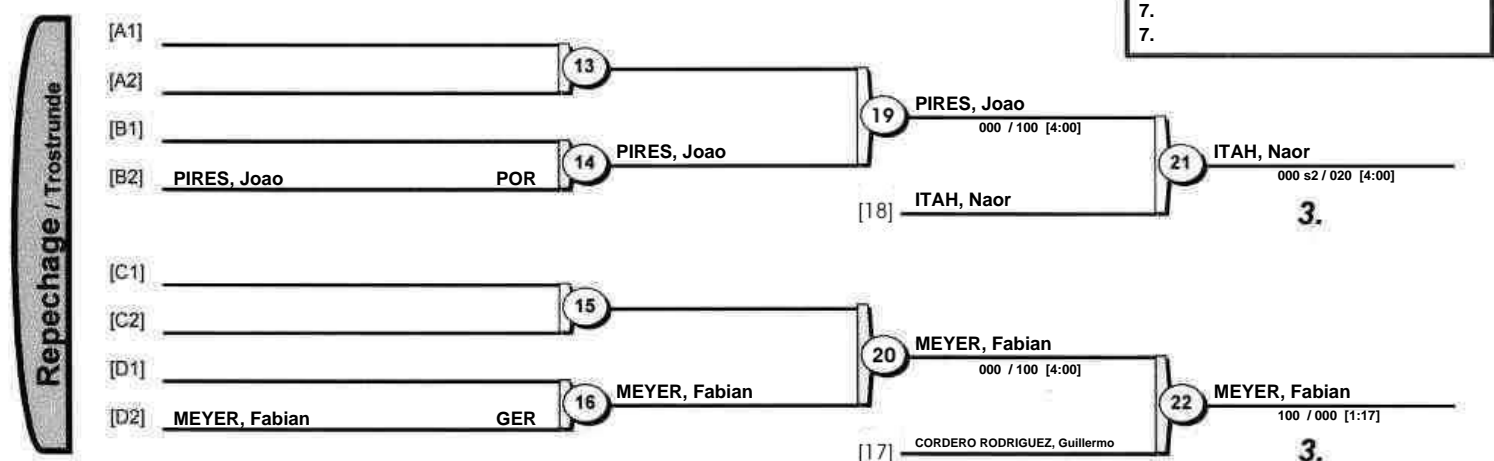 7.
7.
Repechage / Trostrunde
[A1]
13
[A2]
[B1]
14
PIRES, Joao
[B2] PIRES, Joao POR
19
PIRES, Joao
000 / 100 [4:00]
[18] ITAH, Naor
21
ITAH, Naor
000 s2 / 020 [4:00]
3.
[C1]
15
[C2]
[D1]
16
MEYER, Fabian
[D2] MEYER, Fabian GER
20
MEYER, Fabian
000 / 100 [4:00]
[17] CORDERO RODRIGUEZ, Guillermo
22
MEYER, Fabian
100 / 000 [1:17]
3.